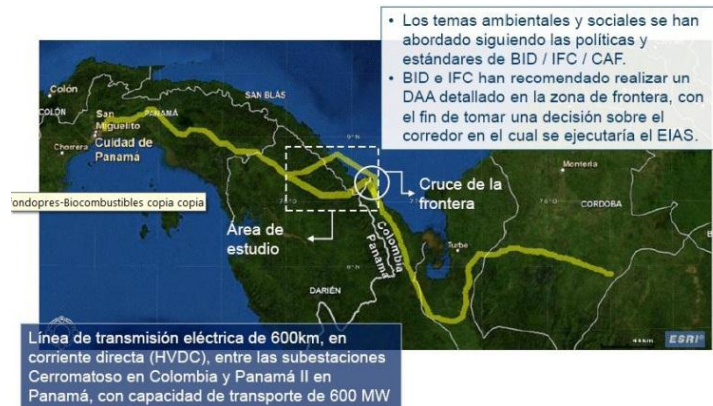 • Los temas ambientales y sociales se han
abordado siguiendo las políticas y
estándares de BID / IFC / CAF.
• BID e IFC han recomendado realizar un
DAA detallado en la zona de frontera, con
el fin de tomar una decisión sobre el
corredor en el cual se ejecutaría el EIAS.
Colón
COLÓN
SAN BLÁS
San
Miguelito
PANAMÁ
Cuidad de
Panama
Chorrera
Cruce de la
frontera
Montería
CORDOBA
ondopres-Biocombustibles copia copia
Área de
estudio
Colombia
Panamá
Turbo
DARIÉN
ESRI
Línea de transmisión eléctrica de 600km, en
corriente directa (HVDC), entre las subestaciones
Cerromatoso en Colombia y Panamá II en
Panamá, con capacidad de transporte de 600 MW